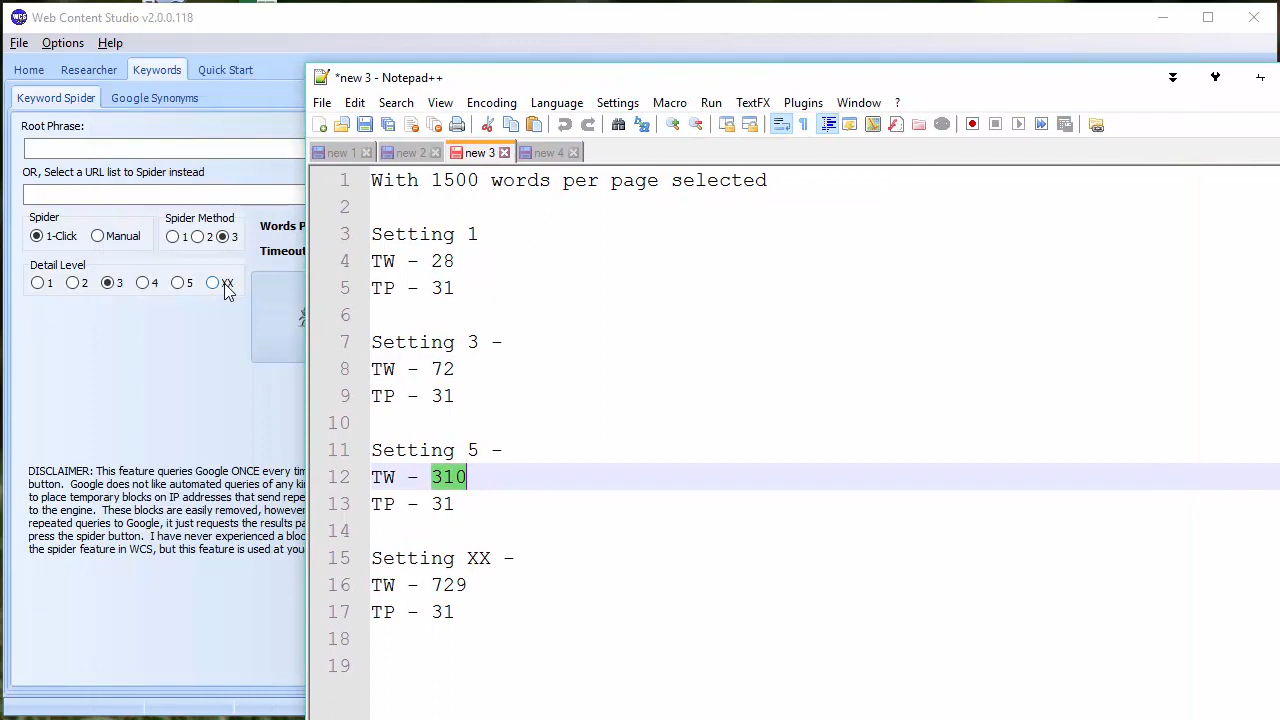 Web Content Studio v2.0.0.118
File Options Help
Home Researcher Keywords Quick Start
Keyword Spider Google Synonyms
Root Phrase:
OR, Select a URL list to Spider instead
Spider
1-Click Manual
Spider Method
1 2 3
Words P
Timeout
Detail Level
1 2 3 4 5 XX
DISCLAIMER: This feature queries Google ONCE every tim
button. Google does not like automated queries of any kin
to place temporary blocks on IP addresses that send repe
to the engine. These blocks are easily removed, however
repeated queries to Google, it just requests the results pa
press the spider button. I have never experienced a bloc
the spider feature in WCS, but this feature is used at you
*new 3 - Notepad++
File Edit Search View Encoding Language Settings Macro Run TextFX Plugins Window ?
new 1 new 2 new 3 new 4
1 With 1500 words per page selected
2
3 Setting 1
4 TW - 28
5 TP - 31
6
7 Setting 3 -
8 TW - 72
9 TP - 31
10
11 Setting 5 -
12 TW - 310
13 TP - 31
14
15 Setting XX -
16 TW - 729
17 TP - 31
18
19